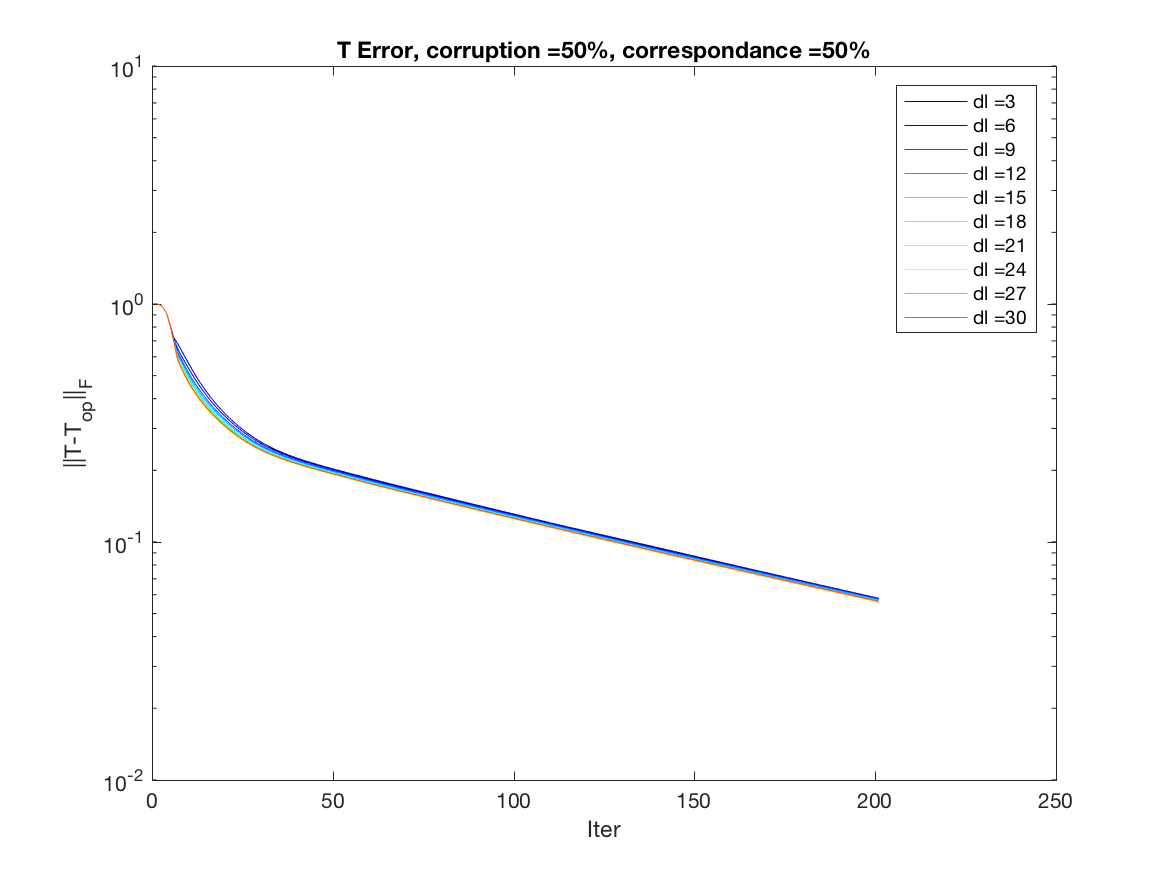 T Error, corruption =50%, correspondance =50%
10^1
10^0
10^-1
10^-2
||T-T_op||_F
0
50
100
150
200
250
Iter
dl =3
dl =6
dl =9
dl =12
dl =15
dl =18
dl =21
dl =24
dl =27
dl =30